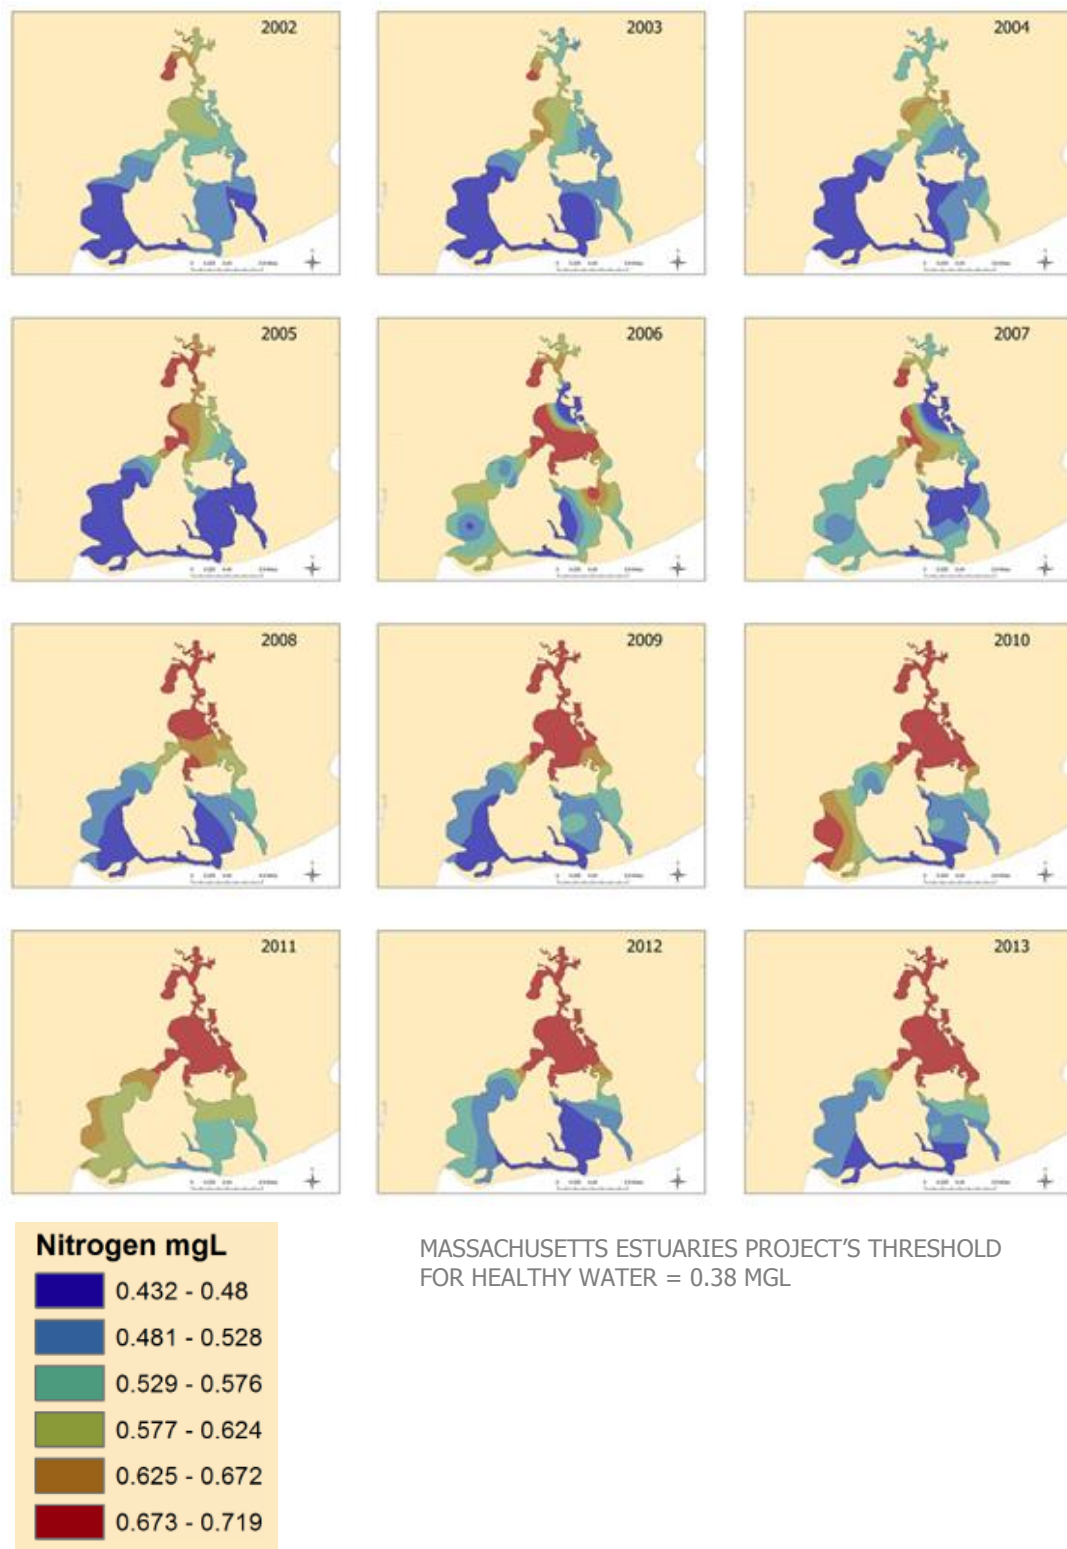 2002
2003
2004
2005
2006
2007
2008
2009
2010
2011
2012
2013
Nitrogen mgL
0.432 - 0.48
0.481 - 0.528
0.529 - 0.576
0.577 - 0.624
0.625 - 0.672
0.673 - 0.719
MASSACHUSETTS ESTUARIES PROJECT'S THRESHOLD
FOR HEALTHY WATER = 0.38 MGL